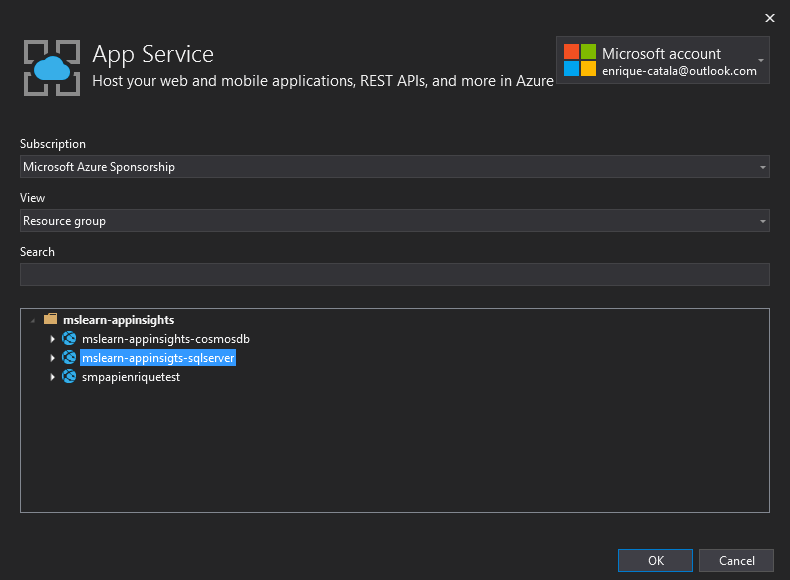 App Service
Host your web and mobile applications, REST APIs, and more in Azure
Microsoft account
enrique-catala@outlook.com
Subscription
Microsoft Azure Sponsorship
View
Resource group
Search
mslearn-appinsights
mslearn-appinsights-cosmosdb
mslearn-appinsigts-sqlserver
smpapienriquetest
OK
Cancel